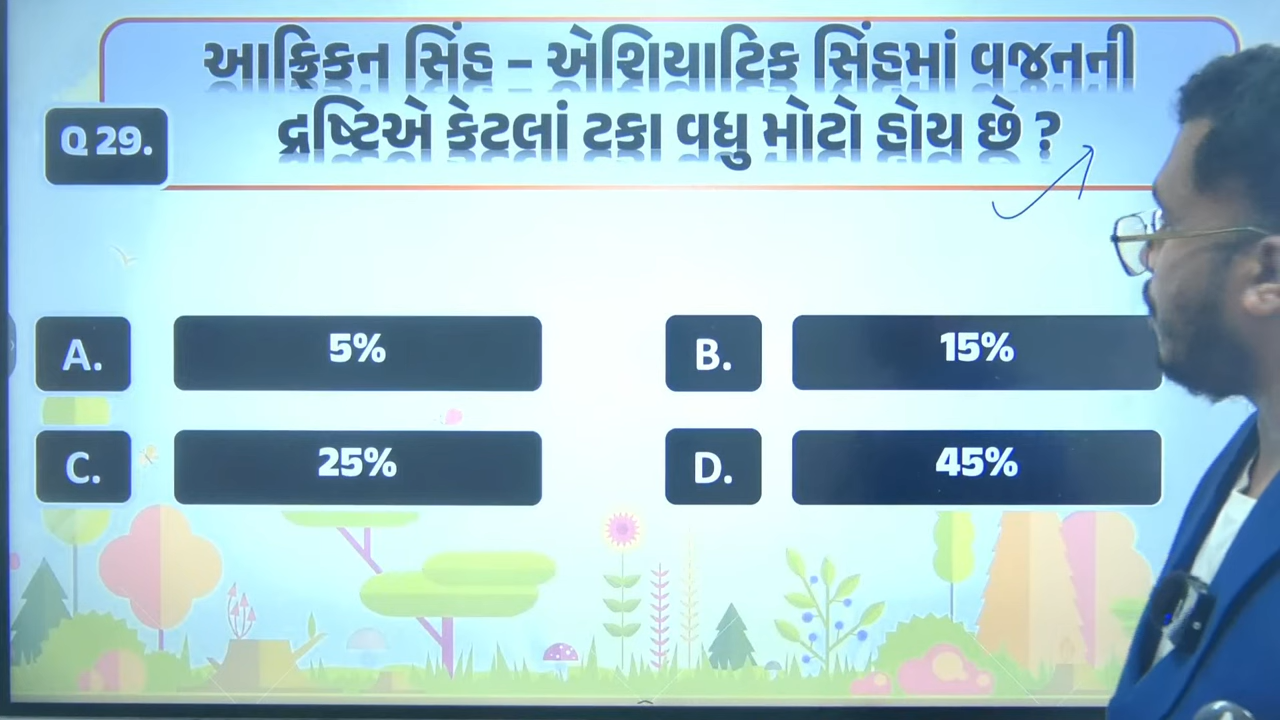 આફ્રિકન સિંહ – એશિયાટિક સિંહમાં વજનની
Q 29.
દ્રષ્ટિએ કેટલાં ટકા વધુ મોટો હોય છે ?
A.
5%
B.
15%
C.
25%
D.
45%